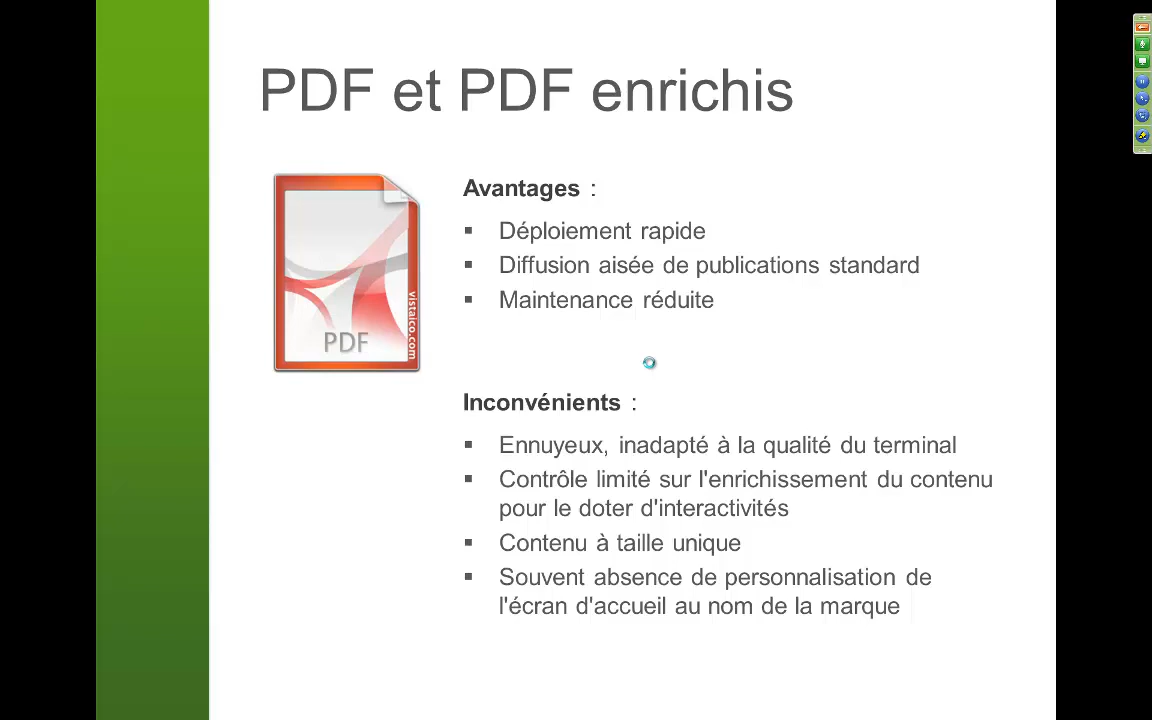 PDF et PDF enrichis
vistaico.com
PDF
Avantages :
▪ Déploiement rapide
▪ Diffusion aisée de publications standard
▪ Maintenance réduite
Inconvénients :
▪ Ennuyeux, inadapté à la qualité du terminal
▪ Contrôle limité sur l'enrichissement du contenu
pour le doter d'interactivités
▪ Contenu à taille unique
▪ Souvent absence de personnalisation de
l'écran d'accueil au nom de la marque